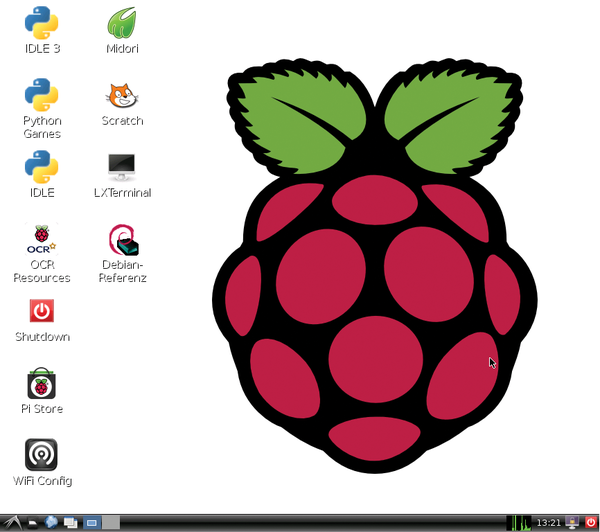 IDLE 3
Midori
Python
Games
Scratch
IDLE
LXTerminal
OCR
OCR
Resources
Debian-
Referenz
Shutdown
Pi Store
WiFi Config
13:21